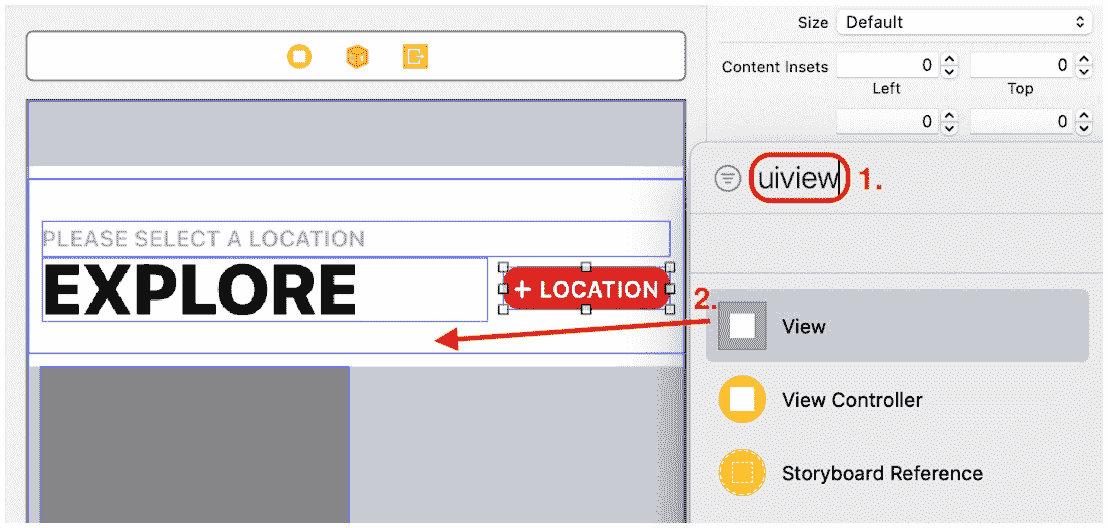 Size Default
Content Insets 0 0
Left Top
0 0
uiview 1.
PLEASE SELECT A LOCATION
EXPLORE
+ LOCATION
2.
View
View Controller
Storyboard Reference